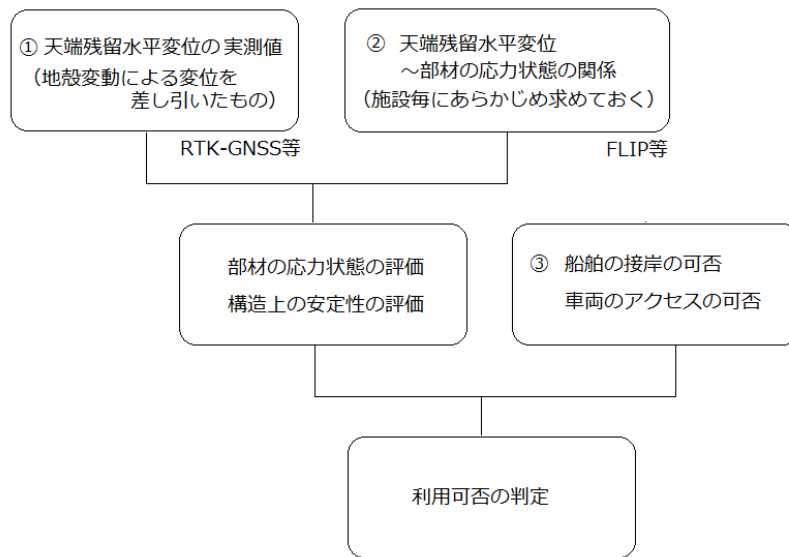 ① 天端残留水平変位の実測値
（地殻変動による変位を
差し引いたもの）
② 天端残留水平変位
～部材の応力状態の関係
（施設毎にあらかじめ求めておく）
RTK-GNSS等
FLIP等
部材の応力状態の評価
構造上の安定性の評価
③ 船舶の接岸の可否
車両のアクセスの可否
利用可否の判定